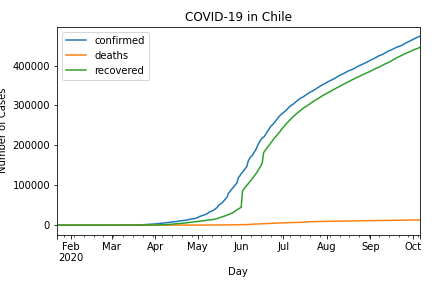 COVID-19 in Chile
confirmed
deaths
recovered
Number of Cases
400000
300000
200000
100000
0
Feb Mar Apr May Jun Jul Aug Sep Oct
2020
Day